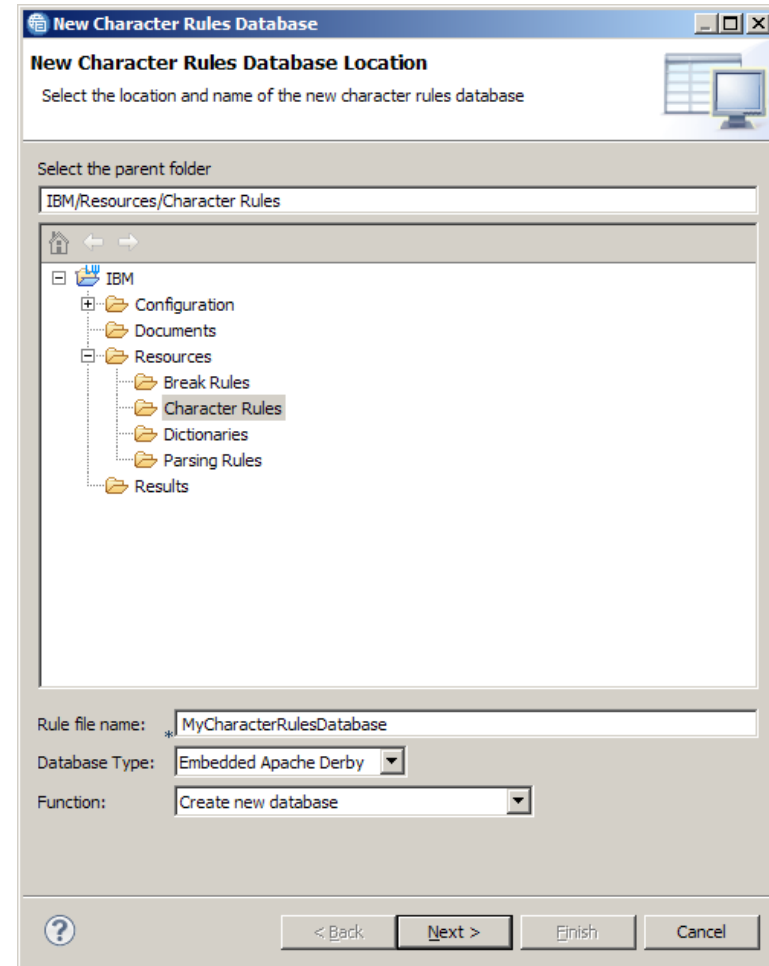 New Character Rules Database
New Character Rules Database Location
Select the location and name of the new character rules database
Select the parent folder
IBM/Resources/Character Rules
IBM
Configuration
Documents
Resources
Break Rules
Character Rules
Dictionaries
Parsing Rules
Results
Rule file name: * MyCharacterRulesDatabase
Database Type: Embedded Apache Derby
Function: Create new database
? < Back Next > Finish Cancel